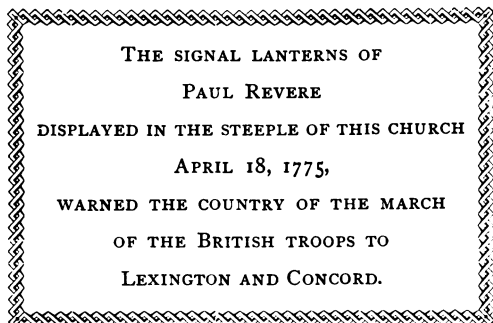 The signal lanterns of
Paul Revere
displayed in the steeple of this church
April 18, 1775,
warned the country of the march
of the British troops to
Lexington and Concord.